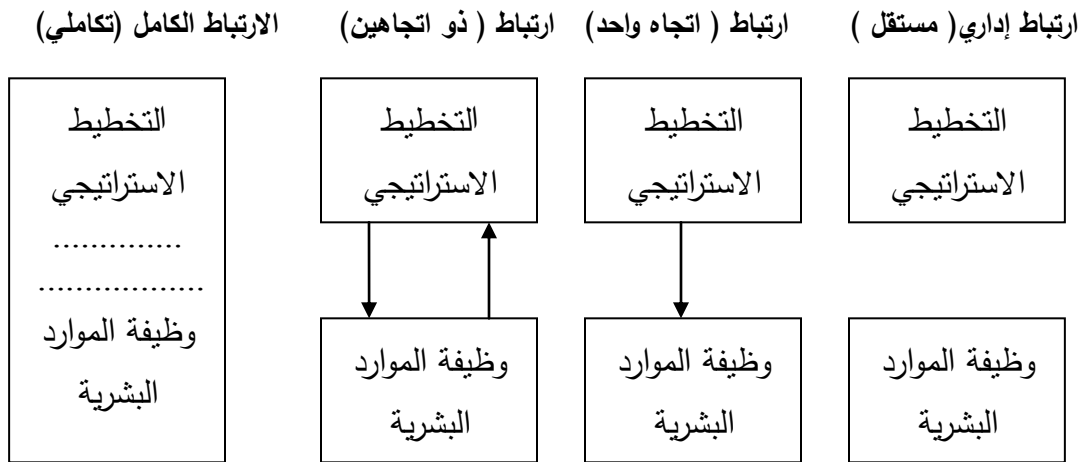 ارتباط إداري( مستقل )
ارتباط ( اتجاه واحد)
ارتباط ( ذو اتجاهين)
الارتباط الكامل (تكاملي)
التخطيط
الاستراتيجي
وظيفة الموارد
البشرية
التخطيط
الاستراتيجي
وظيفة الموارد
البشرية
التخطيط
الاستراتيجي
وظيفة الموارد
البشرية
التخطيط
الاستراتيجي
..............
..................
وظيفة الموارد
البشرية